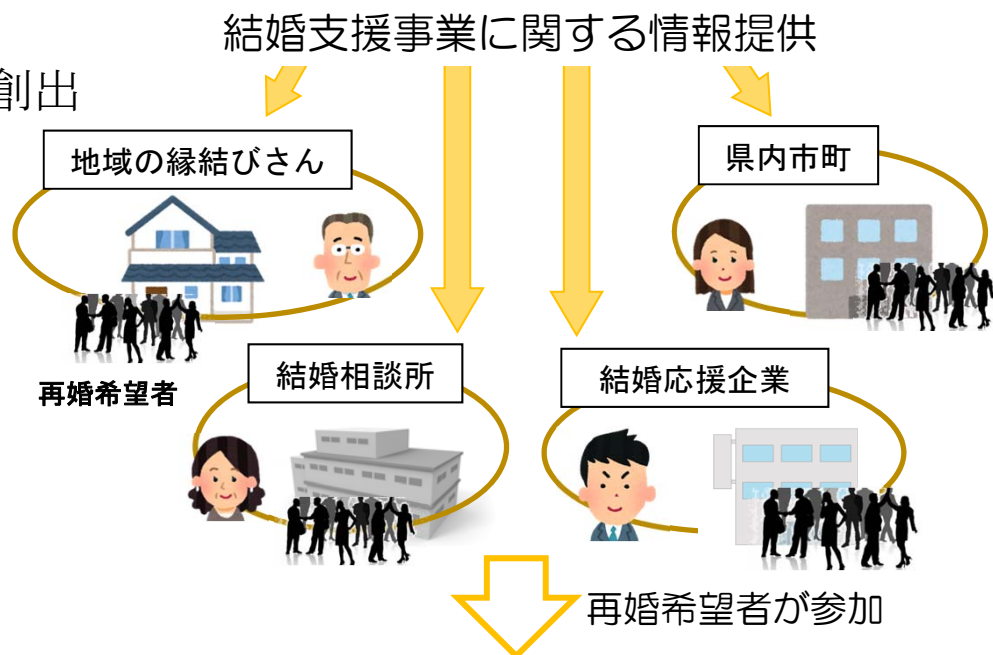 結婚支援事業に関する情報提供
創出
地域の縁結びさん
県内市町
結婚相談所
結婚応援企業
再婚希望者
再婚希望者が参加